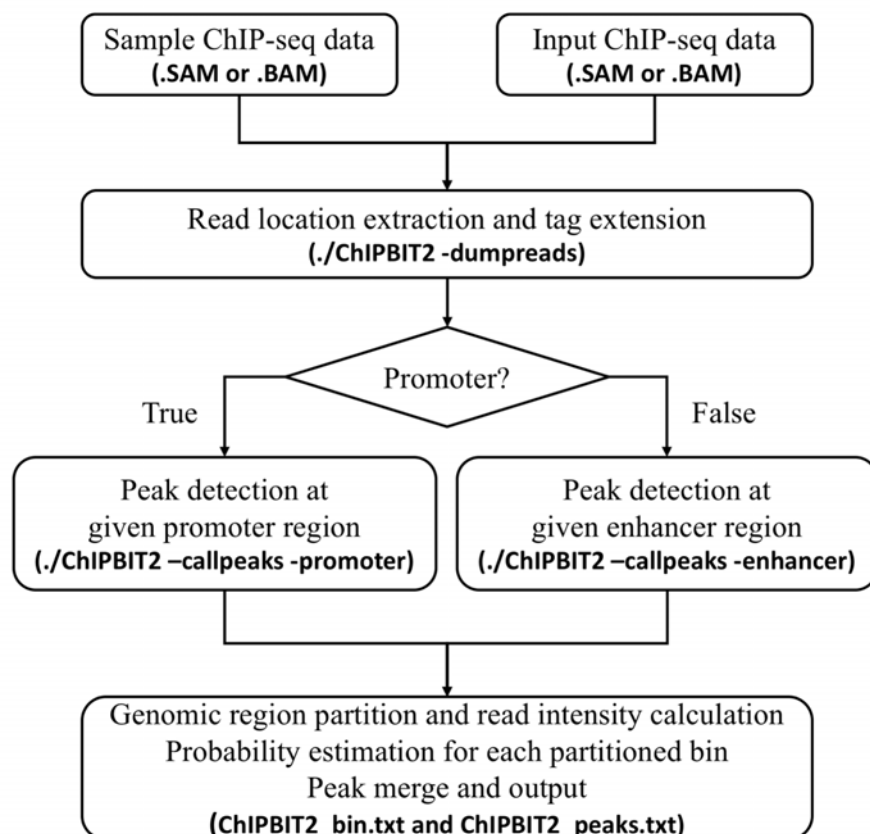 Sample ChIP-seq data
(.SAM or .BAM)
Input ChIP-seq data
(.SAM or .BAM)
Read location extraction and tag extension
(./ChIPBIT2 -dumpreads)
Promoter?
True
False
Peak detection at
given promoter region
(./ChIPBIT2 –callpeaks -promoter)
Peak detection at
given enhancer region
(./ChIPBIT2 –callpeaks -enhancer)
Genomic region partition and read intensity calculation
Probability estimation for each partitioned bin
Peak merge and output
(ChIPBIT2_bin.txt and ChIPBIT2_peaks.txt)